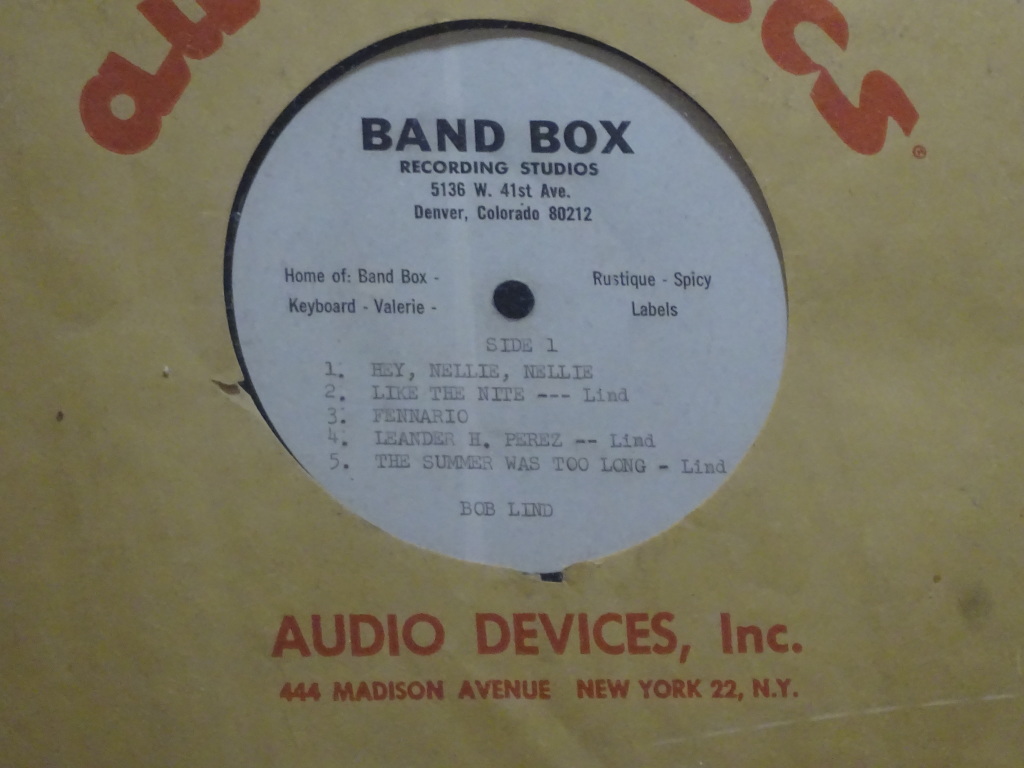 BAND BOX
RECORDING STUDIOS
5136 W. 41st Ave.
Denver, Colorado 80212
Home of: Band Box - Rustique - Spicy
Keyboard - Valerie - Labels
SIDE 1
1. HEY, NELLIE, NELLIE
2. LIKE THE NITE --- Lind
3. FENNARIO
4. LEANDER H. PEREZ -- Lind
5. THE SUMMER WAS TOO LONG - Lind
BOB LIND
AUDIO DEVICES, Inc.
444 MADISON AVENUE NEW YORK 22, N.Y.